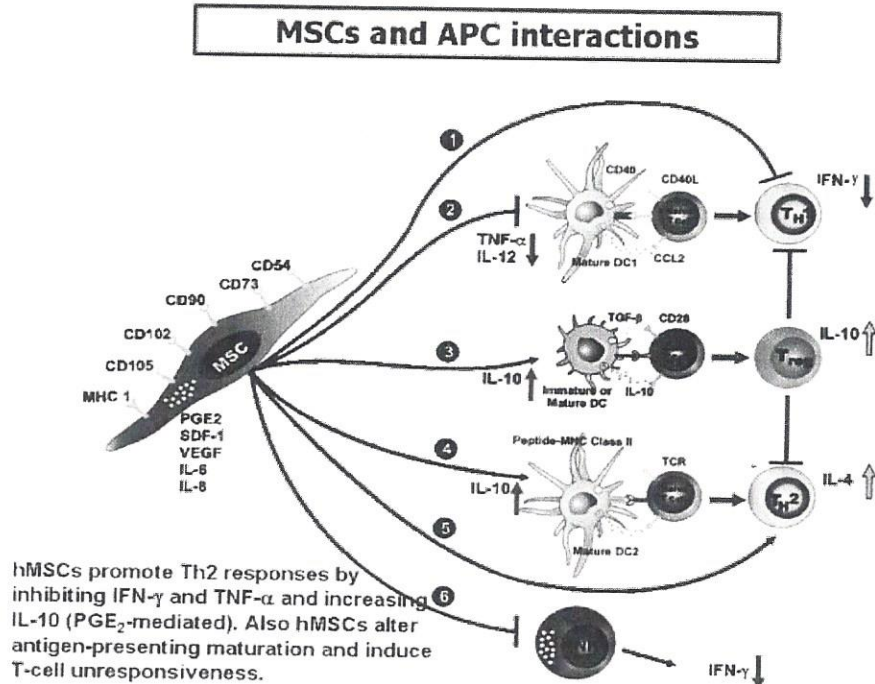 MSCs and APC interactions
1
CD40
CD40L
IFN-γ
2
TH1
TNF-α
IL-12
Mature DC1
CCL2
CD54
CD73
CD90
CD102
CD105
MHC 1
MSC
TGF-β
CD28
3
IL-10
Treg
IL-10
IL-10
Immature or
Mature DC
PGE2
SDF-1
VEGF
IL-6
IL-8
4
Peptide-MHC Class II
TCR
IL-10
TH2
IL-4
Mature DC2
5
6
hMSCs promote Th2 responses by
inhibiting IFN-γ and TNF-α and increasing
IL-10 (PGE2-mediated). Also hMSCs alter
antigen-presenting maturation and induce
T-cell unresponsiveness.
IFN-γ